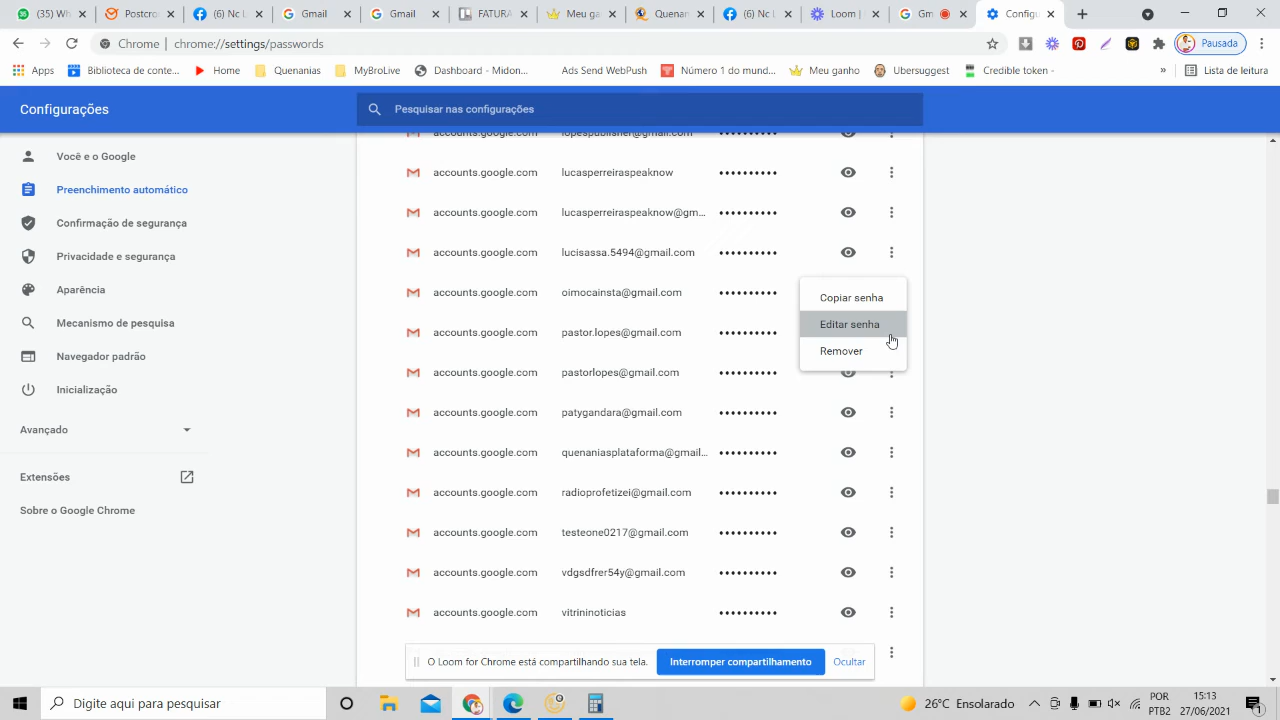 (35) Wh
Postcro
(6) Nc L
Gmail
Gmail
FATURA
Meu ga
Quenan
(6) Nc L
Loom |
Gm
Configu
Chrome | chrome://settings/passwords
Pausada
Apps
Biblioteca de conte...
Home
Quenanias
MyBroLive
Dashboard - Midon...
Ads Send WebPush
Número 1 do mund...
Meu ganho
Ubersuggest
Credible token -
»
Lista de leitura
Configurações
Pesquisar nas configurações
Você e o Google
Preenchimento automático
Confirmação de segurança
Privacidade e segurança
Aparência
Mecanismo de pesquisa
Navegador padrão
Inicialização
Avançado
Extensões
Sobre o Google Chrome
lopespublisher@gmail.com
accounts.google.com lucasperreiraspeaknow ••••••••••
accounts.google.com lucasperreiraspeaknow@gm... ••••••••••
accounts.google.com lucisassa.5494@gmail.com ••••••••••
accounts.google.com oimocainsta@gmail.com ••••••••••
accounts.google.com pastor.lopes@gmail.com ••••••••••
accounts.google.com pastorlopes@gmail.com ••••••••••
accounts.google.com patygandara@gmail.com ••••••••••
accounts.google.com quenaniasplataforma@gmail... ••••••••••
accounts.google.com radioprofetizei@gmail.com ••••••••••
accounts.google.com testeone0217@gmail.com ••••••••••
accounts.google.com vdgsdfrer54y@gmail.com ••••••••••
accounts.google.com vitrininoticias ••••••••••
Copiar senha
Editar senha
Remover
O Loom for Chrome está compartilhando sua tela.
Interromper compartilhamento
Ocultar
Digite aqui para pesquisar
26°C Ensolarado
POR
PTB2
15:13
27/06/2021
1